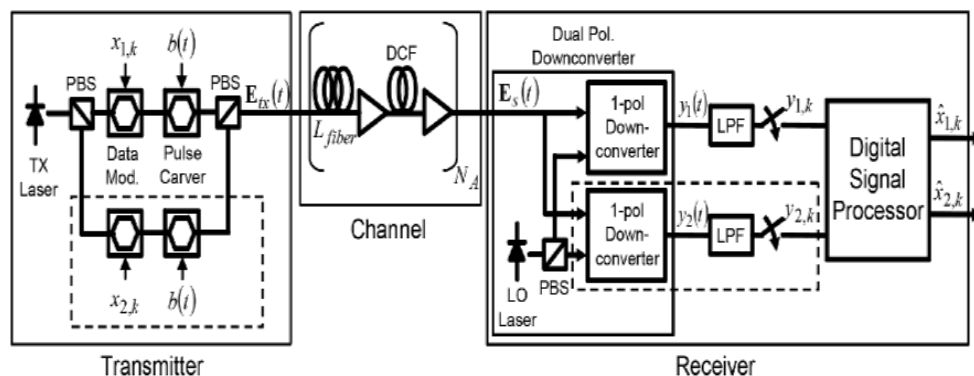 x1,k
b(t)
PBS
PBS
TX
Laser
Data
Mod.
Pulse
Carver
x2,k
b(t)
Transmitter
Etx(t)
Lfiber
DCF
NA
Channel
Es(t)
Dual Pol.
Downconverter
1-pol
Down-
converter
y1(t)
LPF
y1,k
1-pol
Down-
converter
y2(t)
LPF
y2,k
LO
Laser
PBS
Digital
Signal
Processor
x̂1,k
x̂2,k
Receiver